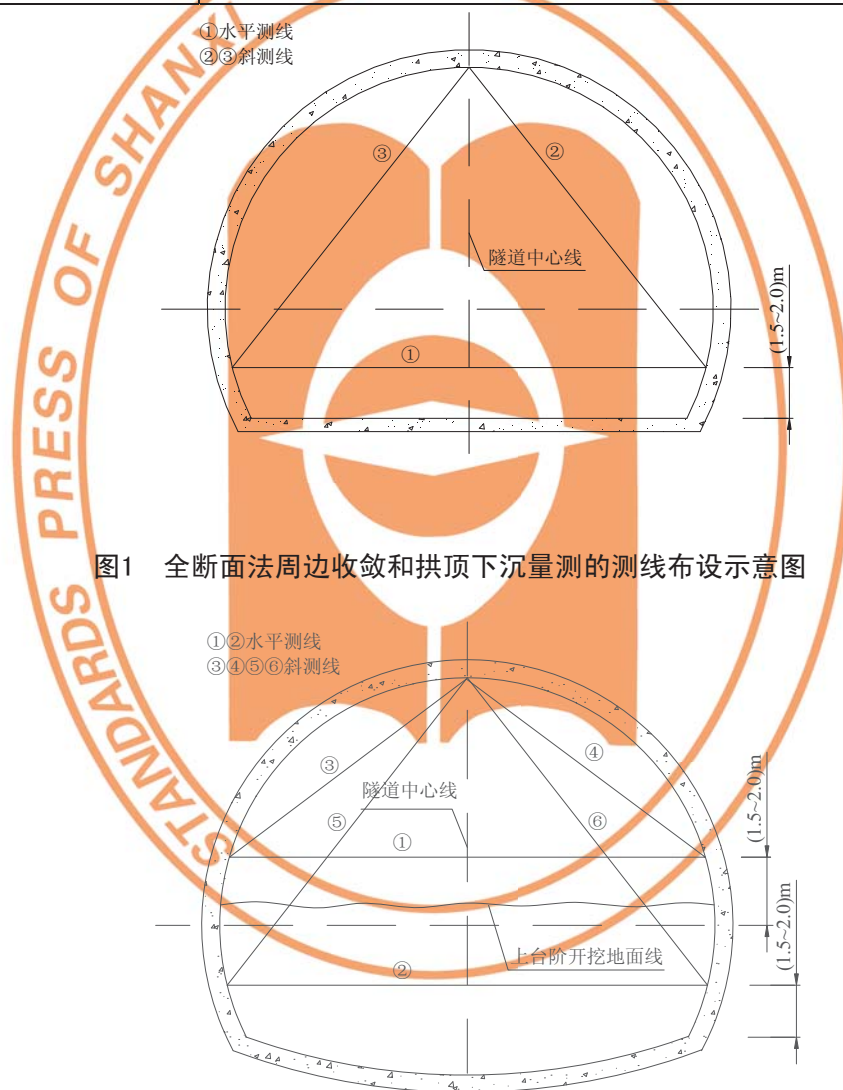 ①水平测线
②③斜测线
③
②
隧道中心线
(1.5~2.0)m
①
图1 全断面法周边收敛和拱顶下沉量测的测线布设示意图
①②水平测线
③④⑤⑥斜测线
③
④
隧道中心线
⑤
⑥
①
(1.5~2.0)m
上台阶开挖地面线
②
(1.5~2.0)m
STANDARDS PRESS OF SHANXI